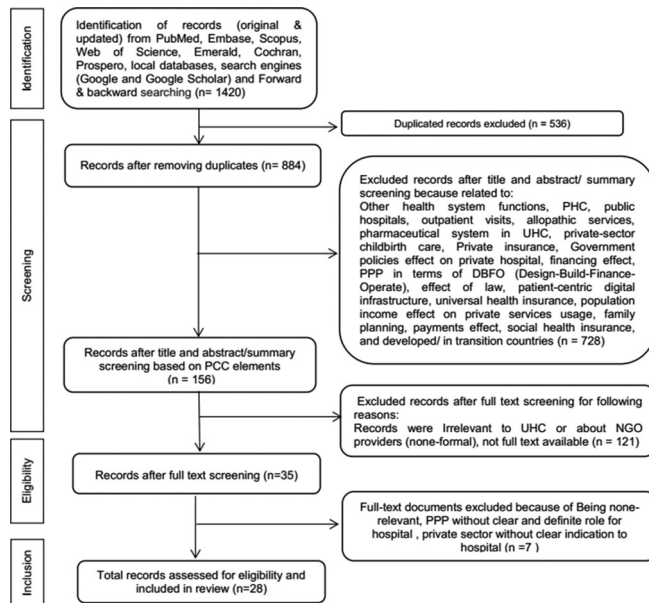 Identification
Identification of records (original &
updated) from PubMed, Embase, Scopus,
Web of Science, Emerald, Cochran,
Prospero, local databases, search engines
(Google and Google Scholar) and Forward
& backward searching (n= 1420)
Duplicated records excluded (n = 536)
Screening
Records after removing duplicates (n= 884)
Excluded records after title and abstract/ summary
screening because related to:
Other health system functions, PHC, public
hospitals, outpatient visits, allopathic services,
pharmaceutical system in UHC, private-sector
childbirth care, Private insurance, Government
policies effect on private hospital, financing effect,
PPP in terms of DBFO (Design-Build-Finance-
Operate), effect of law, patient-centric digital
infrastructure, universal health insurance, population
income effect on private services usage, family
planning, payments effect, social health insurance,
and developed/ in transition countries (n = 728)
Records after title and abstract/summary
screening based on PCC elements
(n = 156)
Excluded records after full text screening for following
reasons:
Records were Irrelevant to UHC or about NGO
providers (none-formal), not full text available (n = 121)
Eligibility
Records after full text screening (n=35)
Full-text documents excluded because of Being none-
relevant, PPP without clear and definite role for
hospital , private sector without clear indication to
hospital (n =7 )
Inclusion
Total records assessed for eligibility and
included in review (n=28)